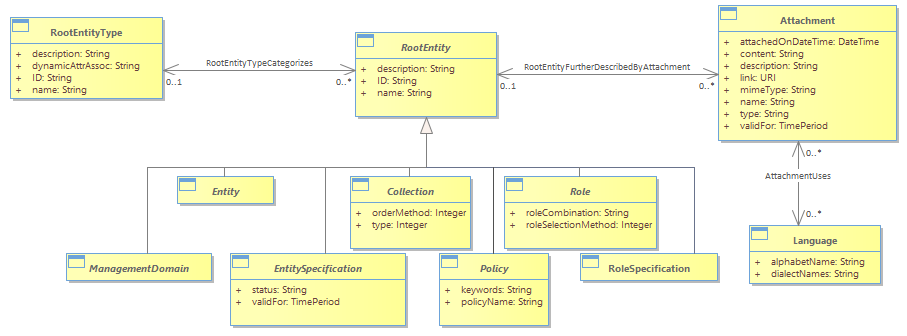 RootEntityType
+ description: String
+ dynamicAttrAssoc: String
+ ID: String
+ name: String
RootEntityTypeCategorizes
0..1
0..*
RootEntity
+ description: String
+ ID: String
+ name: String
RootEntityFurtherDescribedByAttachment
0..1
0..*
Attachment
+ attachedOnDateTime: DateTime
+ content: String
+ description: String
+ link: URI
+ mimeType: String
+ name: String
+ type: String
+ validFor: TimePeriod
0..*
AttachmentUses
0..*
Entity
Collection
+ orderMethod: Integer
+ type: Integer
Role
+ roleCombination: String
+ roleSelectionMethod: Integer
Language
+ alphabetName: String
+ dialectNames: String
ManagementDomain
EntitySpecification
+ status: String
+ validFor: TimePeriod
Policy
+ keywords: String
+ policyName: String
RoleSpecification